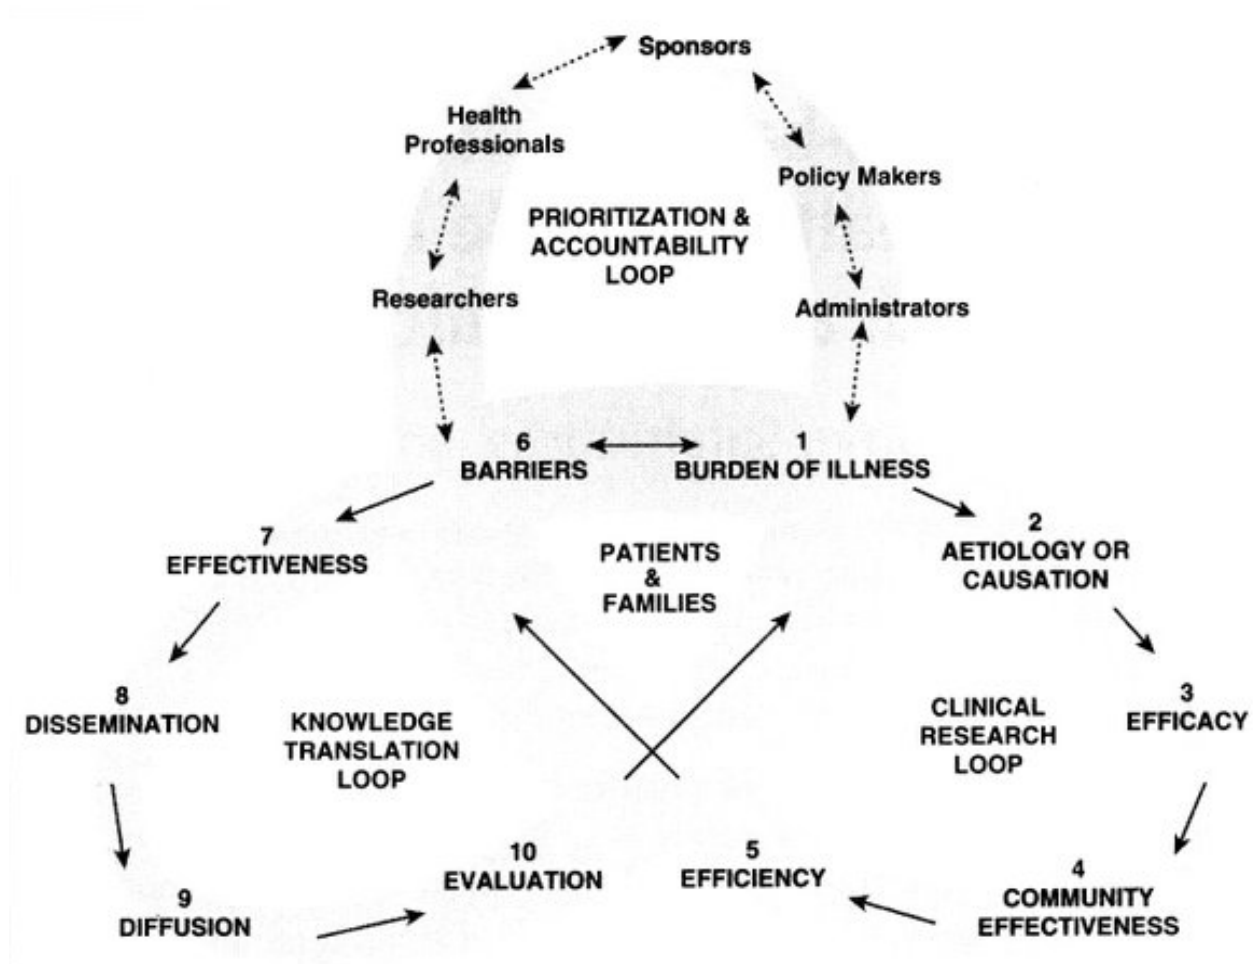 Sponsors
Health
Professionals
Policy Makers
PRIORITIZATION &
ACCOUNTABILITY
LOOP
Researchers
Administrators
6
BARRIERS
1
BURDEN OF ILLNESS
7
EFFECTIVENESS
PATIENTS
&
FAMILIES
2
AETIOLOGY OR
CAUSATION
8
DISSEMINATION
KNOWLEDGE
TRANSLATION
LOOP
CLINICAL
RESEARCH
LOOP
3
EFFICACY
10
EVALUATION
5
EFFICIENCY
9
DIFFUSION
4
COMMUNITY
EFFECTIVENESS